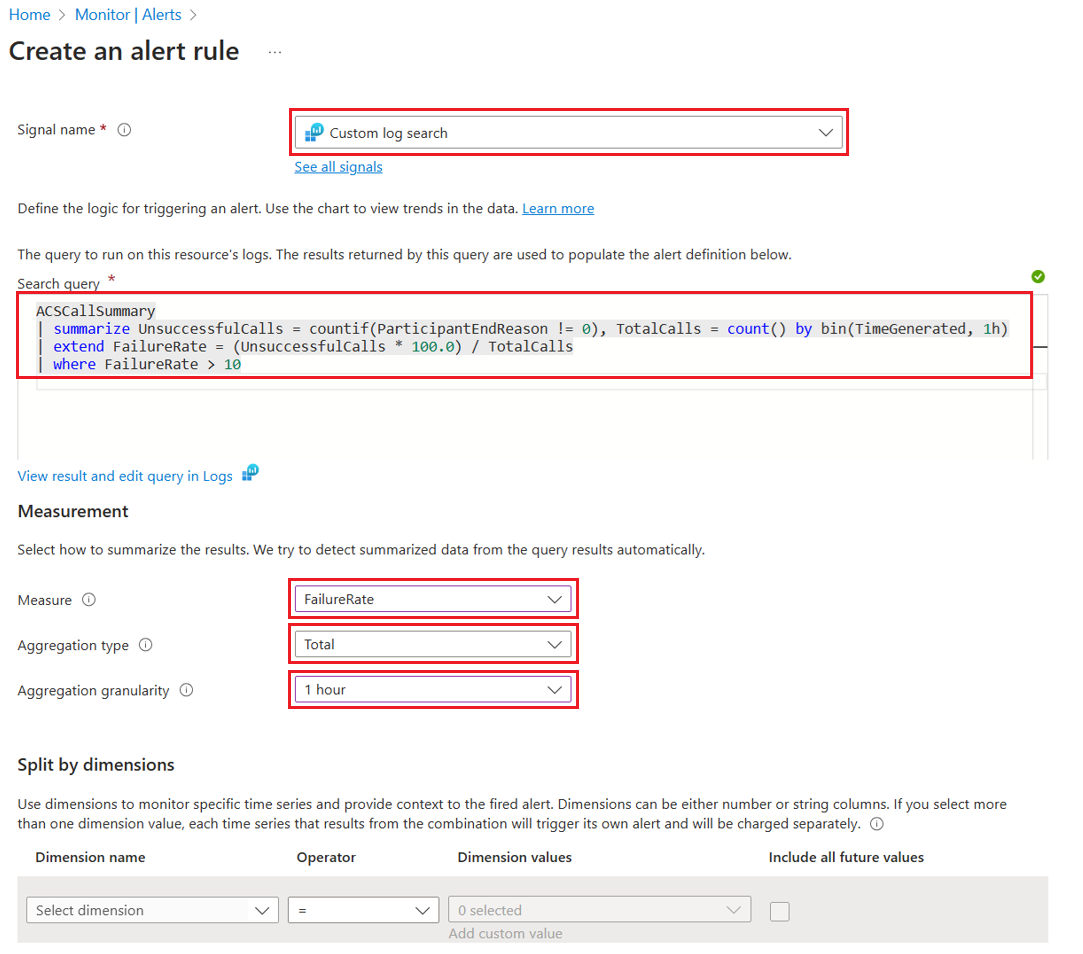 Home > Monitor | Alerts >
Create an alert rule ...
Signal name *
Custom log search
See all signals
Define the logic for triggering an alert. Use the chart to view trends in the data. Learn more
The query to run on this resource's logs. The results returned by this query are used to populate the alert definition below.
Search query *
ACSCallSummary
| summarize UnsuccessfulCalls = countif(ParticipantEndReason != 0), TotalCalls = count() by bin(TimeGenerated, 1h)
| extend FailureRate = (UnsuccessfulCalls * 100.0) / TotalCalls
| where FailureRate > 10
View result and edit query in Logs
Measurement
Select how to summarize the results. We try to detect summarized data from the query results automatically.
Measure
FailureRate
Aggregation type
Total
Aggregation granularity
1 hour
Split by dimensions
Use dimensions to monitor specific time series and provide context to the fired alert. Dimensions can be either number or string columns. If you select more
than one dimension value, each time series that results from the combination will trigger its own alert and will be charged separately.
Dimension name Operator Dimension values Include all future values
Select dimension = 0 selected
Add custom value